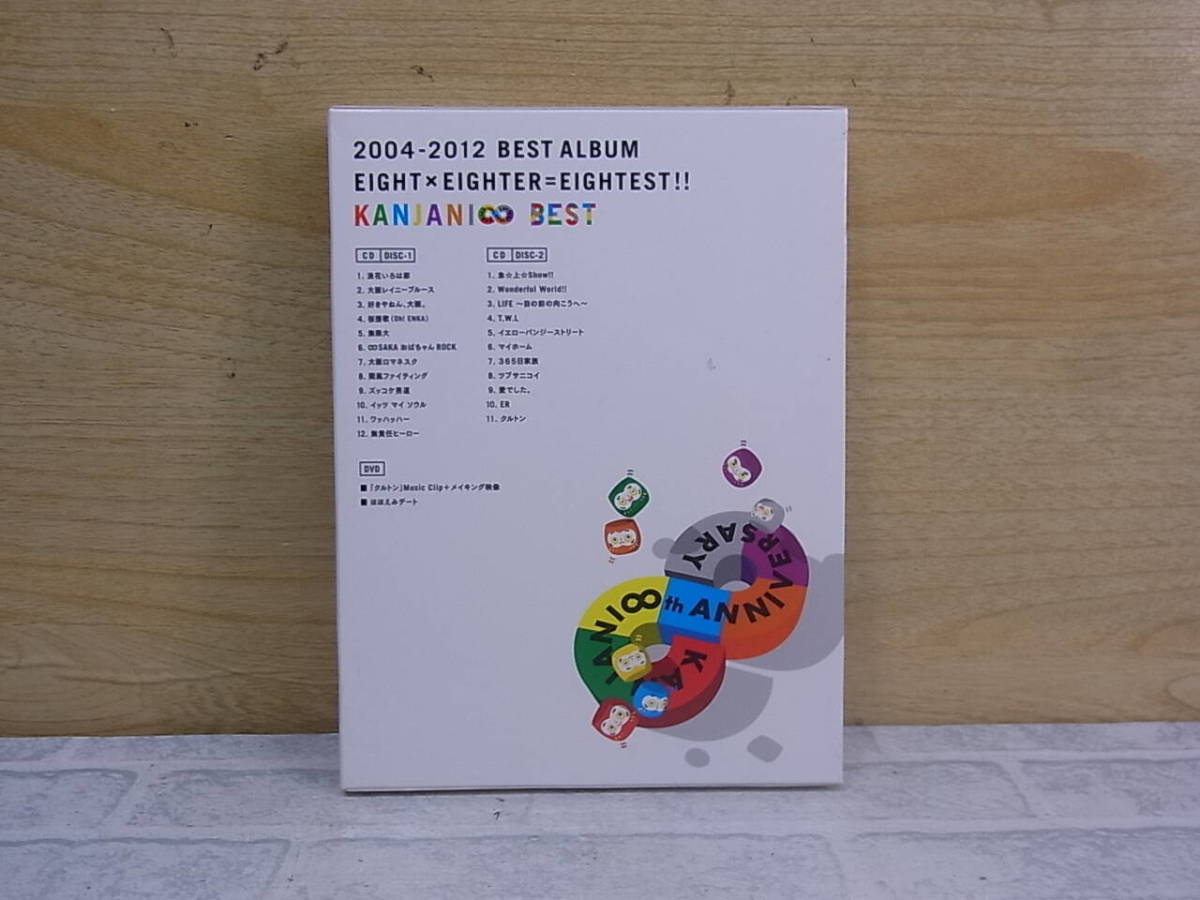 2004-2012 BEST ALBUM
EIGHT×EIGHTER=EIGHTEST!!
KANJANI∞ BEST
CD DISC-1
1. 浪花いろは節
2. 大阪レイニーブルース
3. 好きやねん、大阪。
4. 桜援歌(Oh! ENKA)
5. 無限大
6. ∞SAKA おばちゃん ROCK
7. 大阪ロマネスク
8. 関風ファイティング
9. ズッコケ男道
10. イッツ マイ ソウル
11. ワッハッハー
12. 無責任ヒーロー
CD DISC-2
1. 急☆上☆Show!!
2. Wonderful World!!
3. LIFE ～目の前の向こうへ～
4. T.W.L
5. イエローパンジーストリート
6. マイホーム
7. 365日家族
8. ツブサニコイ
9. 愛でした。
10. ER
11. クルトン
DVD
■「クルトン」Music Clip+メイキング映像
■ ほほえみデート
KANJANI∞
8th ANNIVERSARY